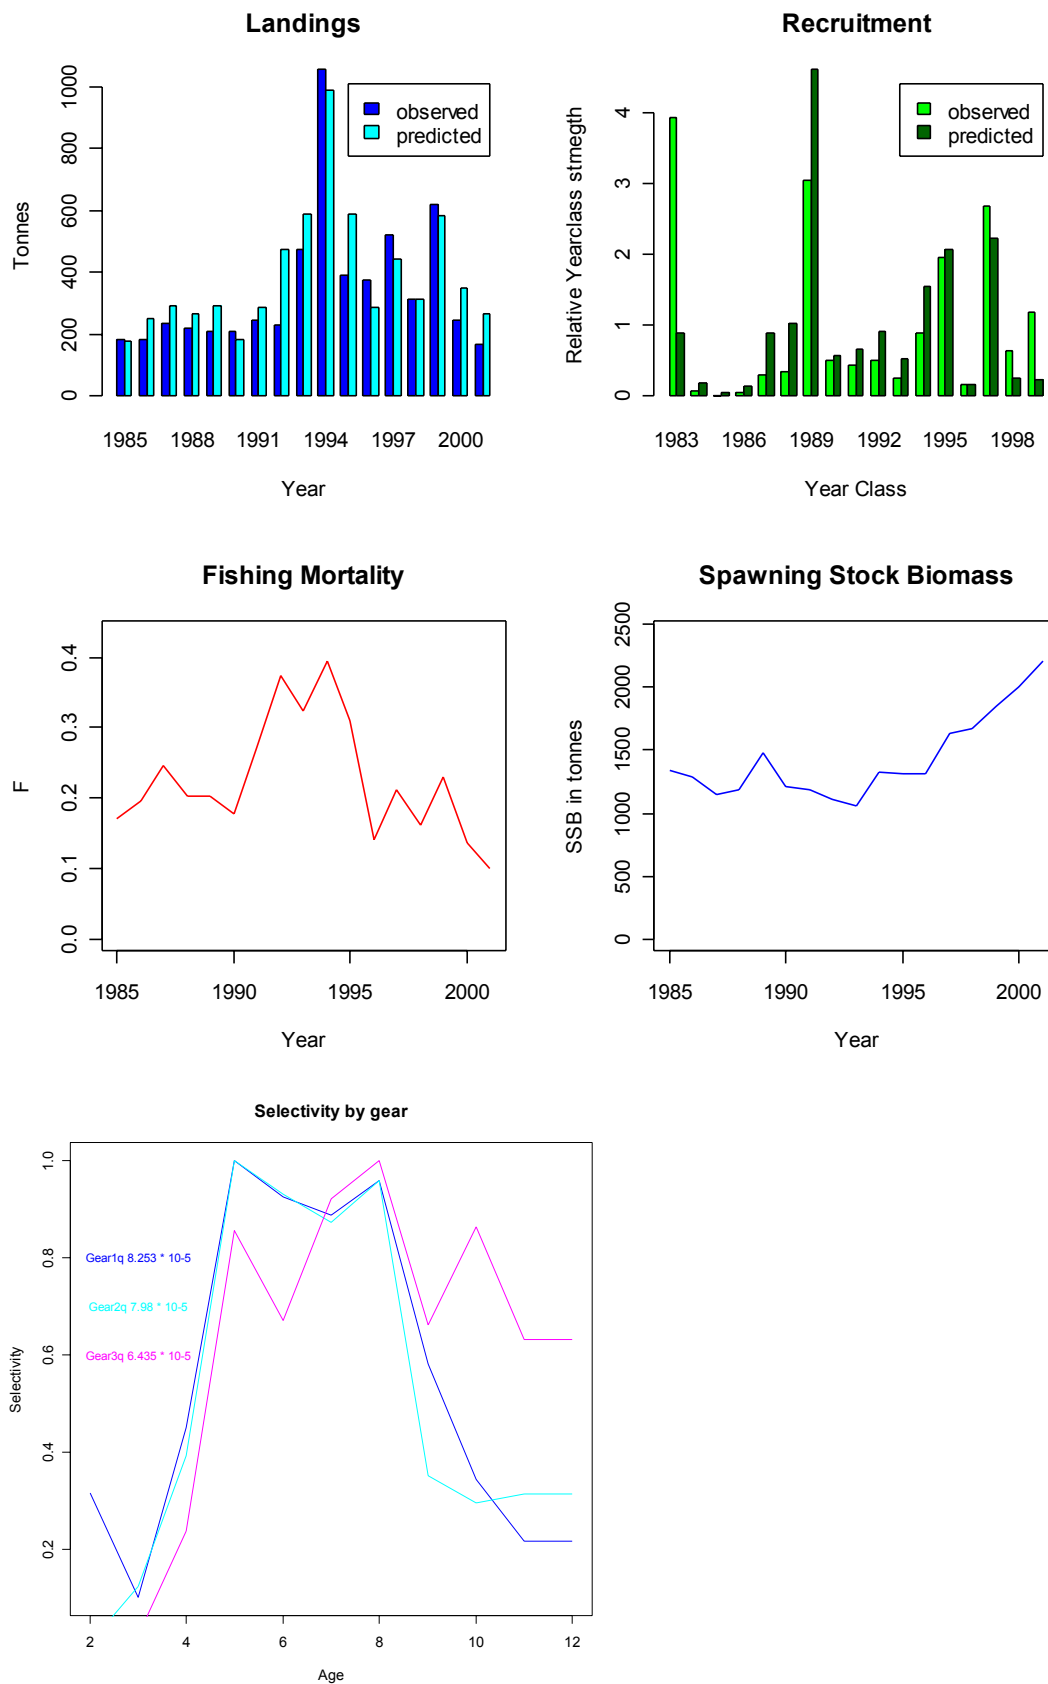 Landings
Tonnes
0 200 400 600 800 1000
observed
predicted
1985 1988 1991 1994 1997 2000
Year
Recruitment
Relative Yearclass stmegth
0 1 2 3 4
observed
predicted
1983 1986 1989 1992 1995 1998
Year Class
Fishing Mortality
F
0.0 0.1 0.2 0.3 0.4
1985 1990 1995 2000
Year
Spawning Stock Biomass
SSB in tonnes
0 500 1000 1500 2000 2500
1985 1990 1995 2000
Year
Selectivity by gear
Selectivity
0.2 0.4 0.6 0.8 1.0
Gear1q 8.253 * 10-5
Gear2q 7.98 * 10-5
Gear3q 6.435 * 10-5
2 4 6 8 10 12
Age